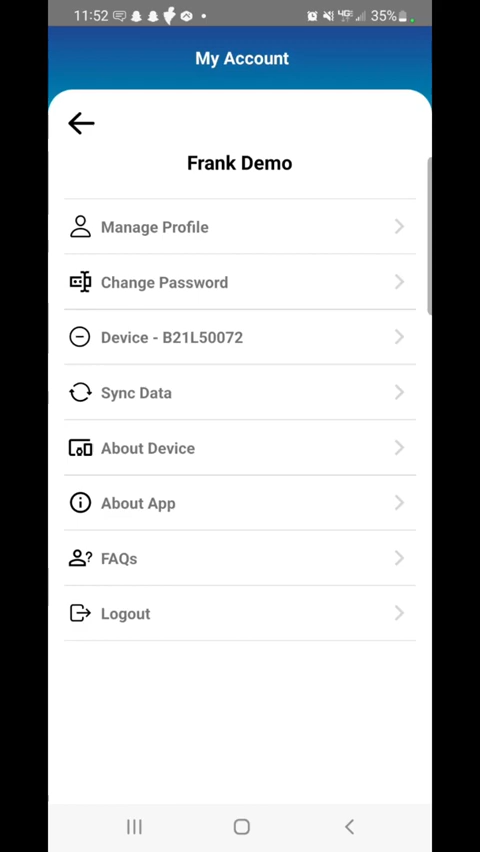 11:52 35%
My Account
Frank Demo
Manage Profile
Change Password
Device - B21L50072
Sync Data
About Device
About App
FAQs
Logout